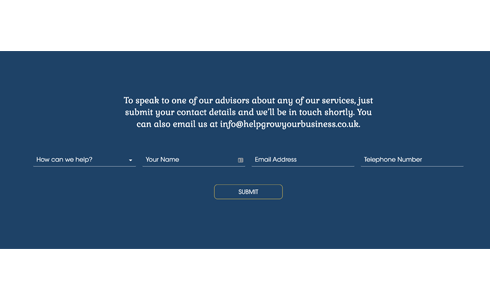 To speak to one of our advisors about any of our services, just
submit your contact details and we'll be in touch shortly. You
can also email us at info@helpgrowyourbusiness.co.uk.
How can we help? Your Name Email Address Telephone Number
SUBMIT